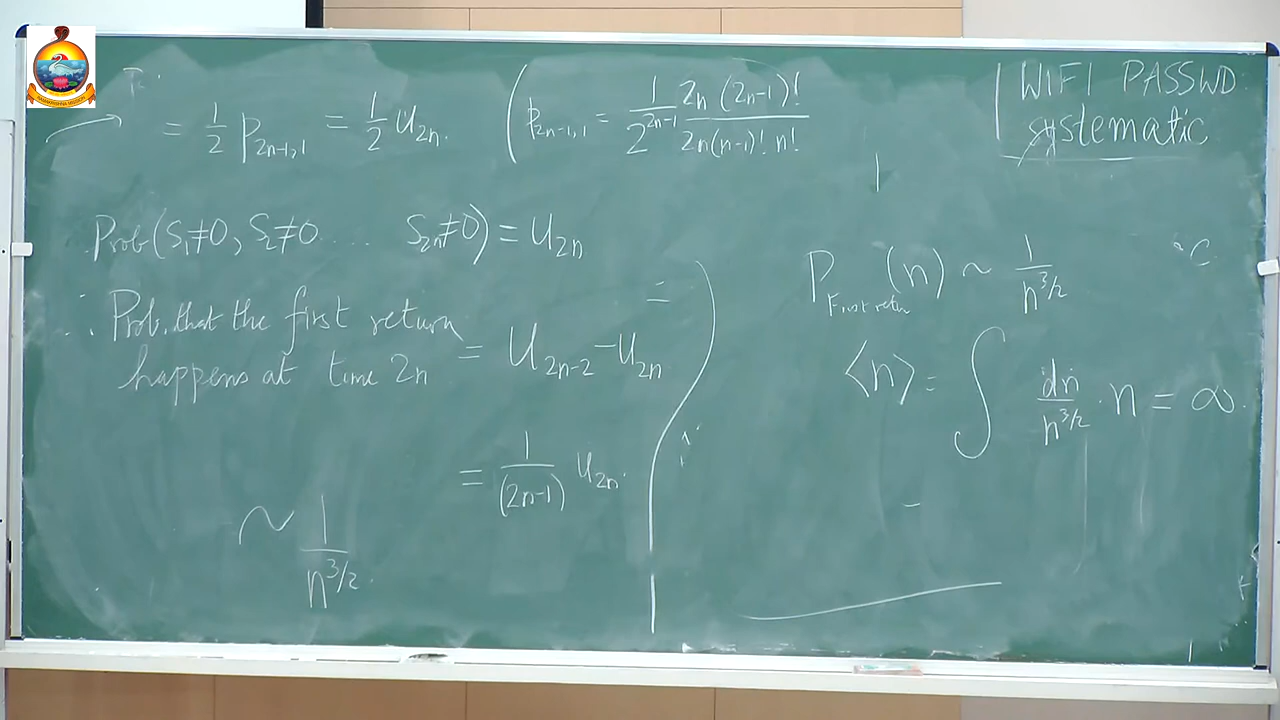 = 1/2 p_{2n-1,1} = 1/2 u_{2n}. ( p_{2n-1,1} = 1/2^{2n-1} 2n (2n-1)! / 2n (n-1)! n!
WIFI PASSWD
systematic
Prob(S_1≠0, S_2≠0 .... S_{2n}≠0) = u_{2n}
∴ Prob. that the first return
happens at time 2n = u_{2n-2} - u_{2n}
=
= 1/(2n-1) u_{2n}.
~ 1/n^{3/2}
P_{First return}(n) ~ 1/n^{3/2}
⟨n⟩ = ∫ dn/n^{3/2} · n = ∞.